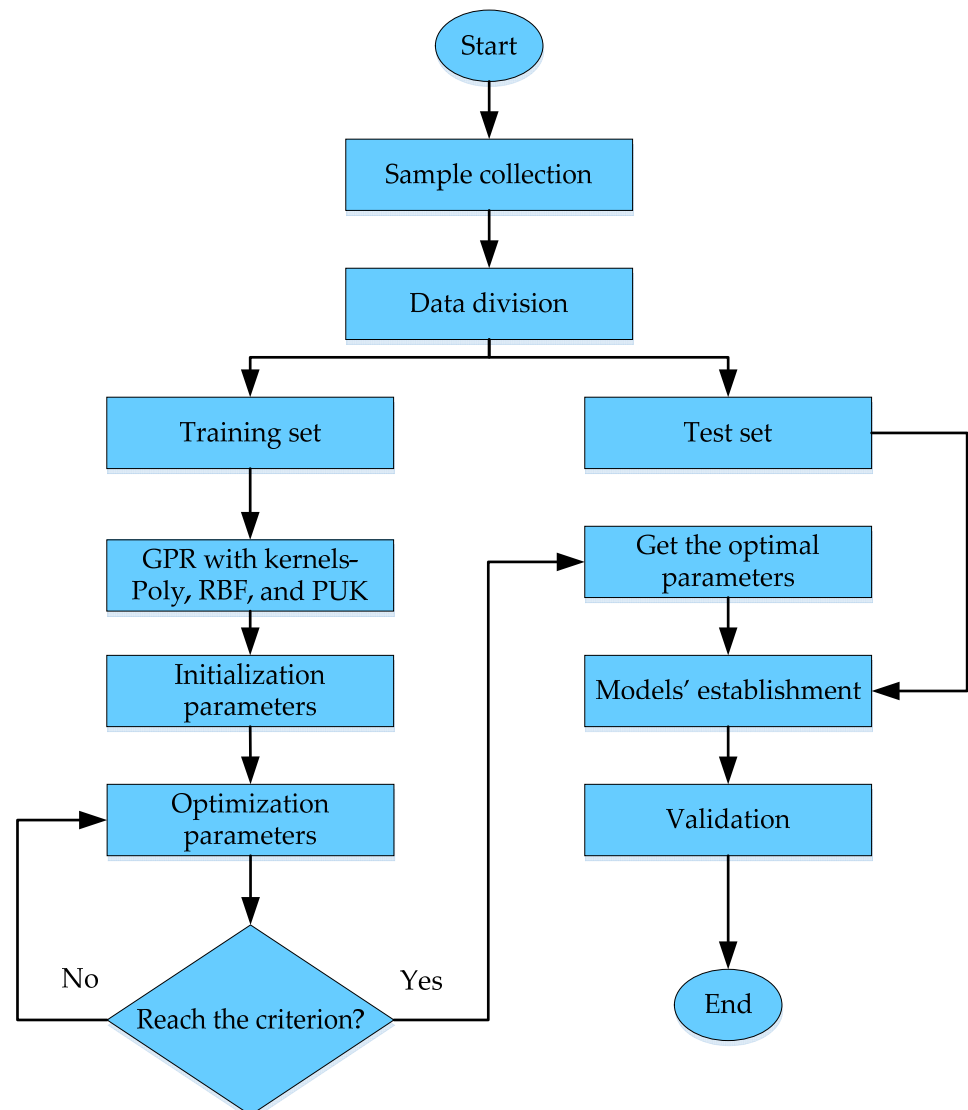 Start
Sample collection
Data division
Training set
Test set
GPR with kernels-
Poly, RBF, and PUK
Get the optimal
parameters
Initialization
parameters
Models’ establishment
Optimization
parameters
Validation
No
Yes
Reach the criterion?
End